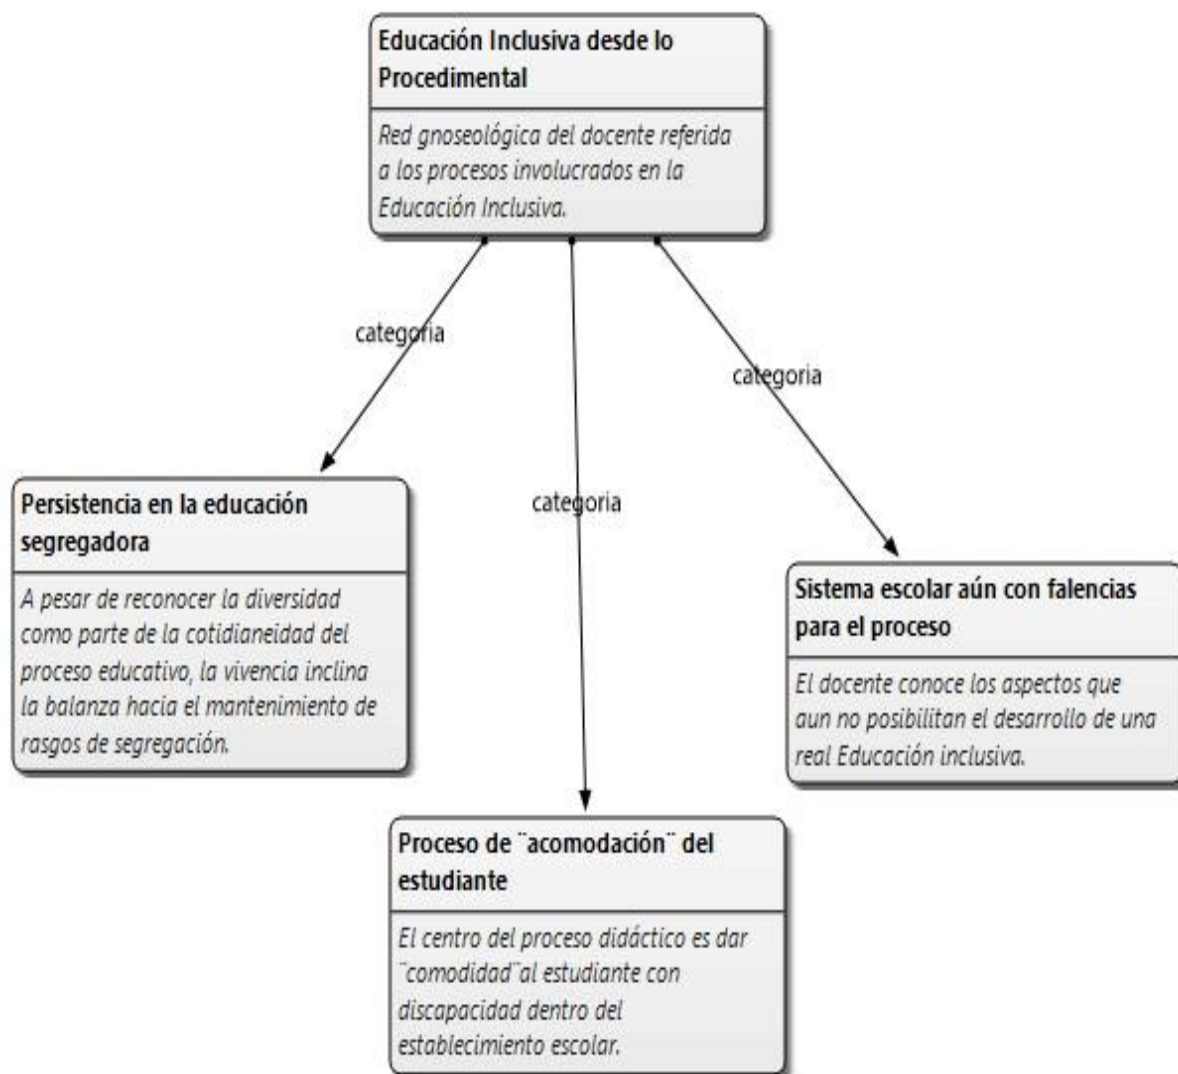 Educación Inclusiva desde lo
Procedimental
Red gnoseológica del docente referida
a los procesos involucrados en la
Educación Inclusiva.
categoria
categoria
categoria
Persistencia en la educación
segregadora
A pesar de reconocer la diversidad
como parte de la cotidianeidad del
proceso educativo, la vivencia inclina
la balanza hacia el mantenimiento de
rasgos de segregación.
Sistema escolar aún con falencias
para el proceso
El docente conoce los aspectos que
aun no posibilitan el desarrollo de una
real Educación inclusiva.
Proceso de ¨acomodación¨ del
estudiante
El centro del proceso didáctico es dar
¨comodidad¨al estudiante con
discapacidad dentro del
establecimiento escolar.